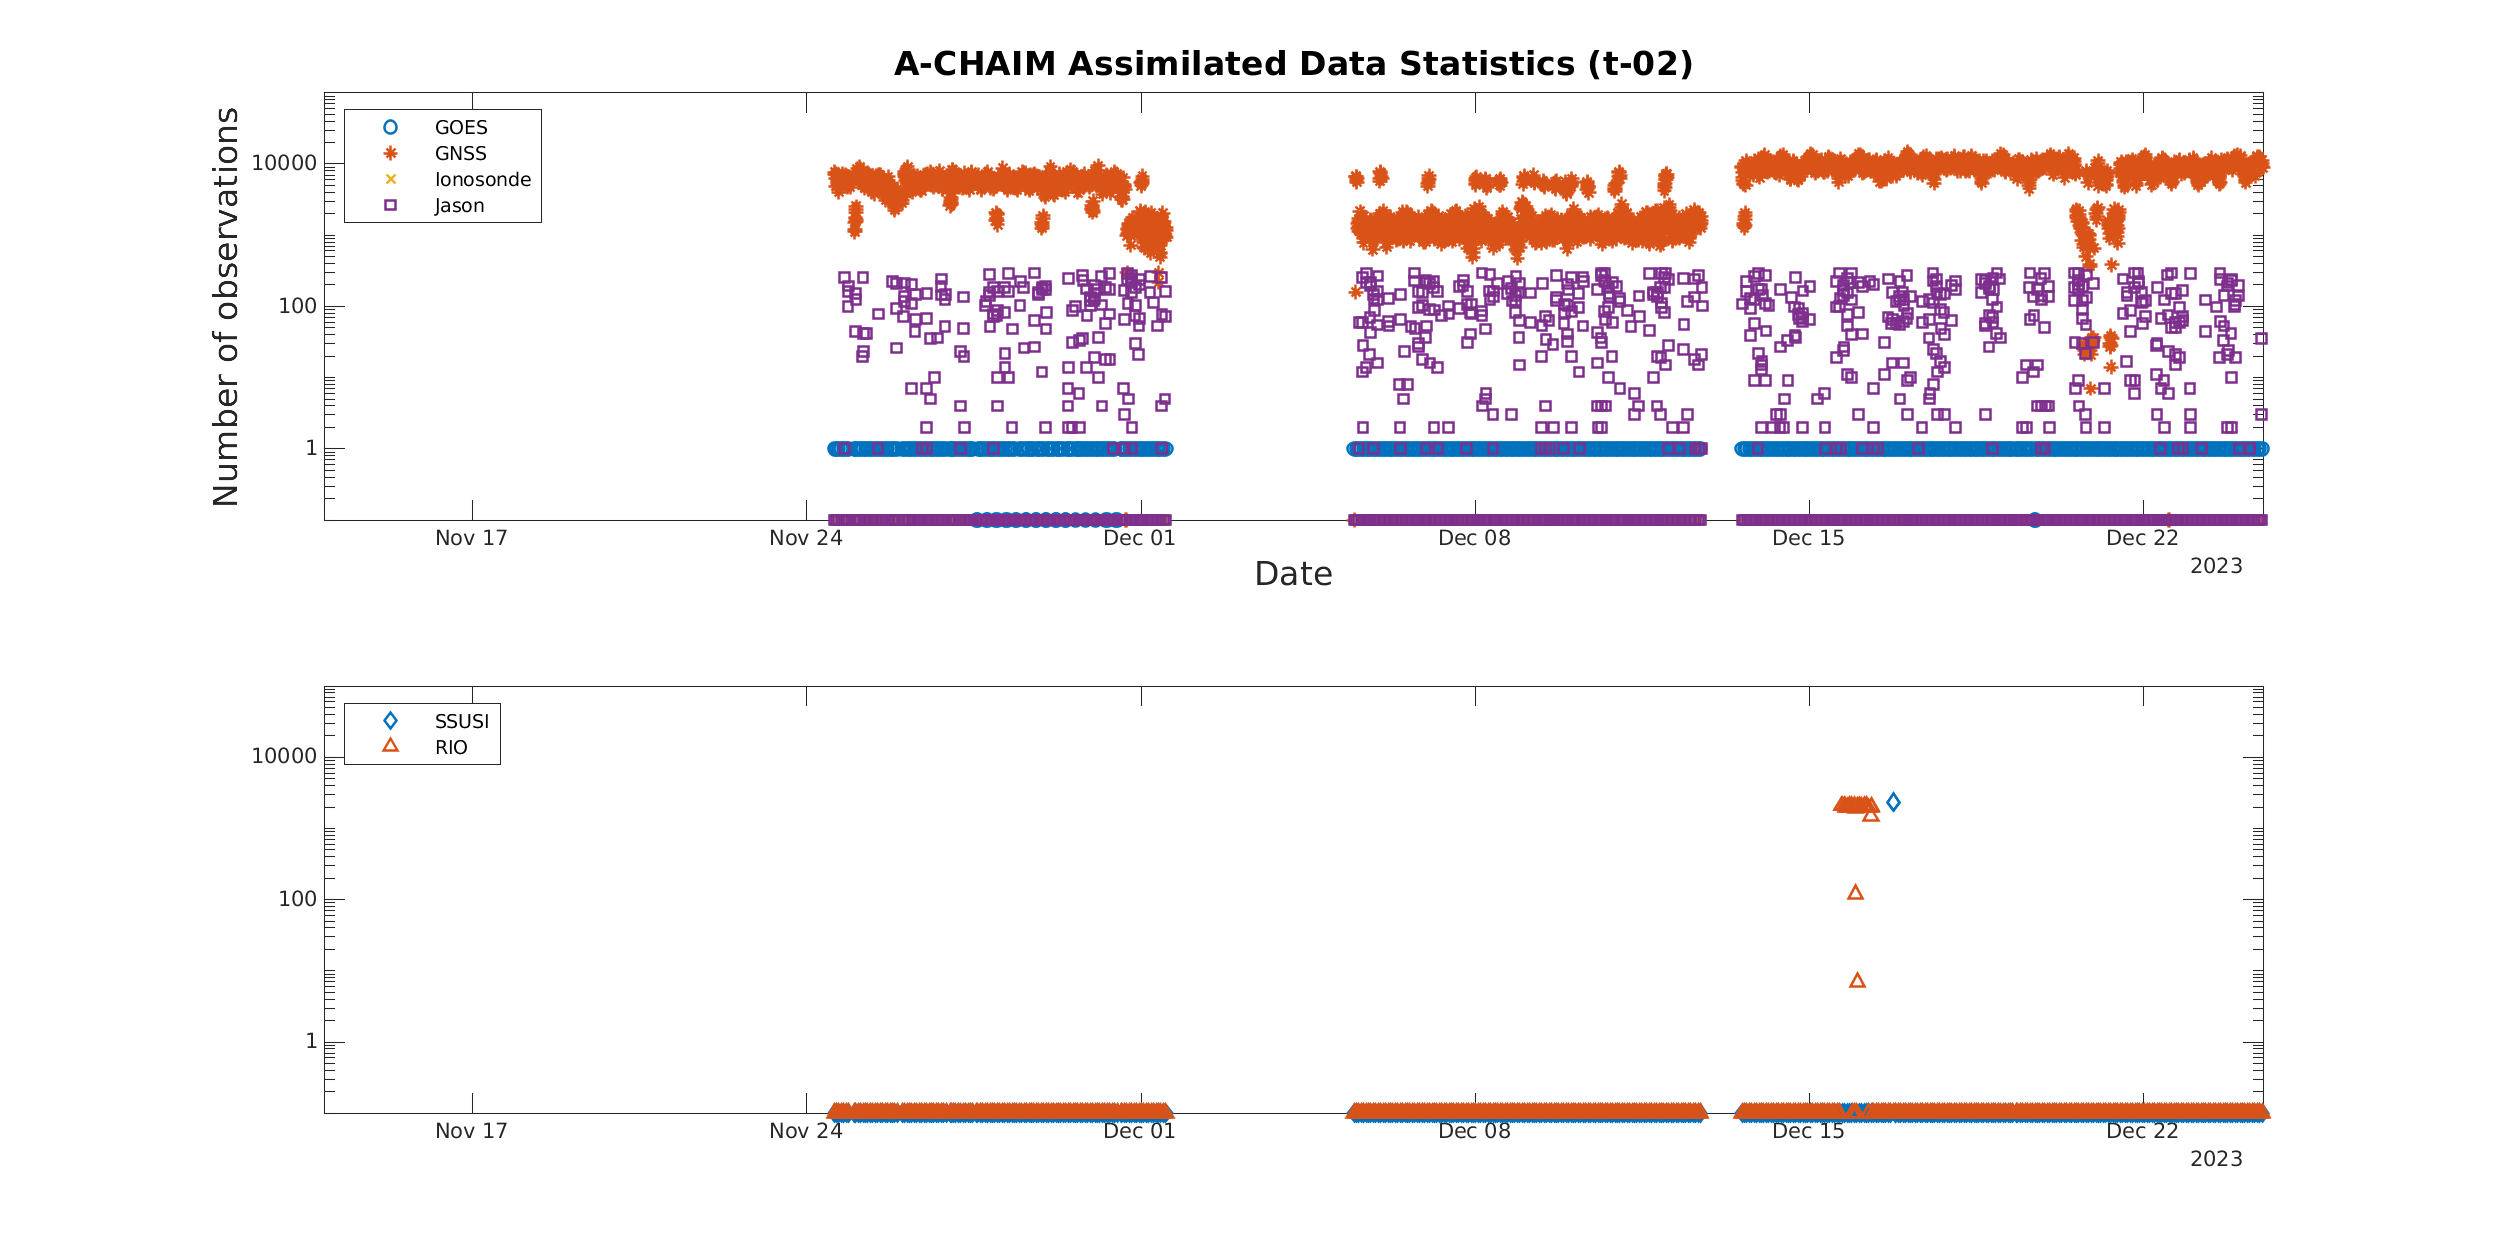 A-CHAIM Assimilated Data Statistics (t-02)
Number of observations
GOES
GNSS
Ionosonde
Jason
10000
100
1
Nov 17 Nov 24 Dec 01 Dec 08 Dec 15 Dec 22
2023
Date
SSUSI
RIO
10000
100
1
Nov 17 Nov 24 Dec 01 Dec 08 Dec 15 Dec 22
2023